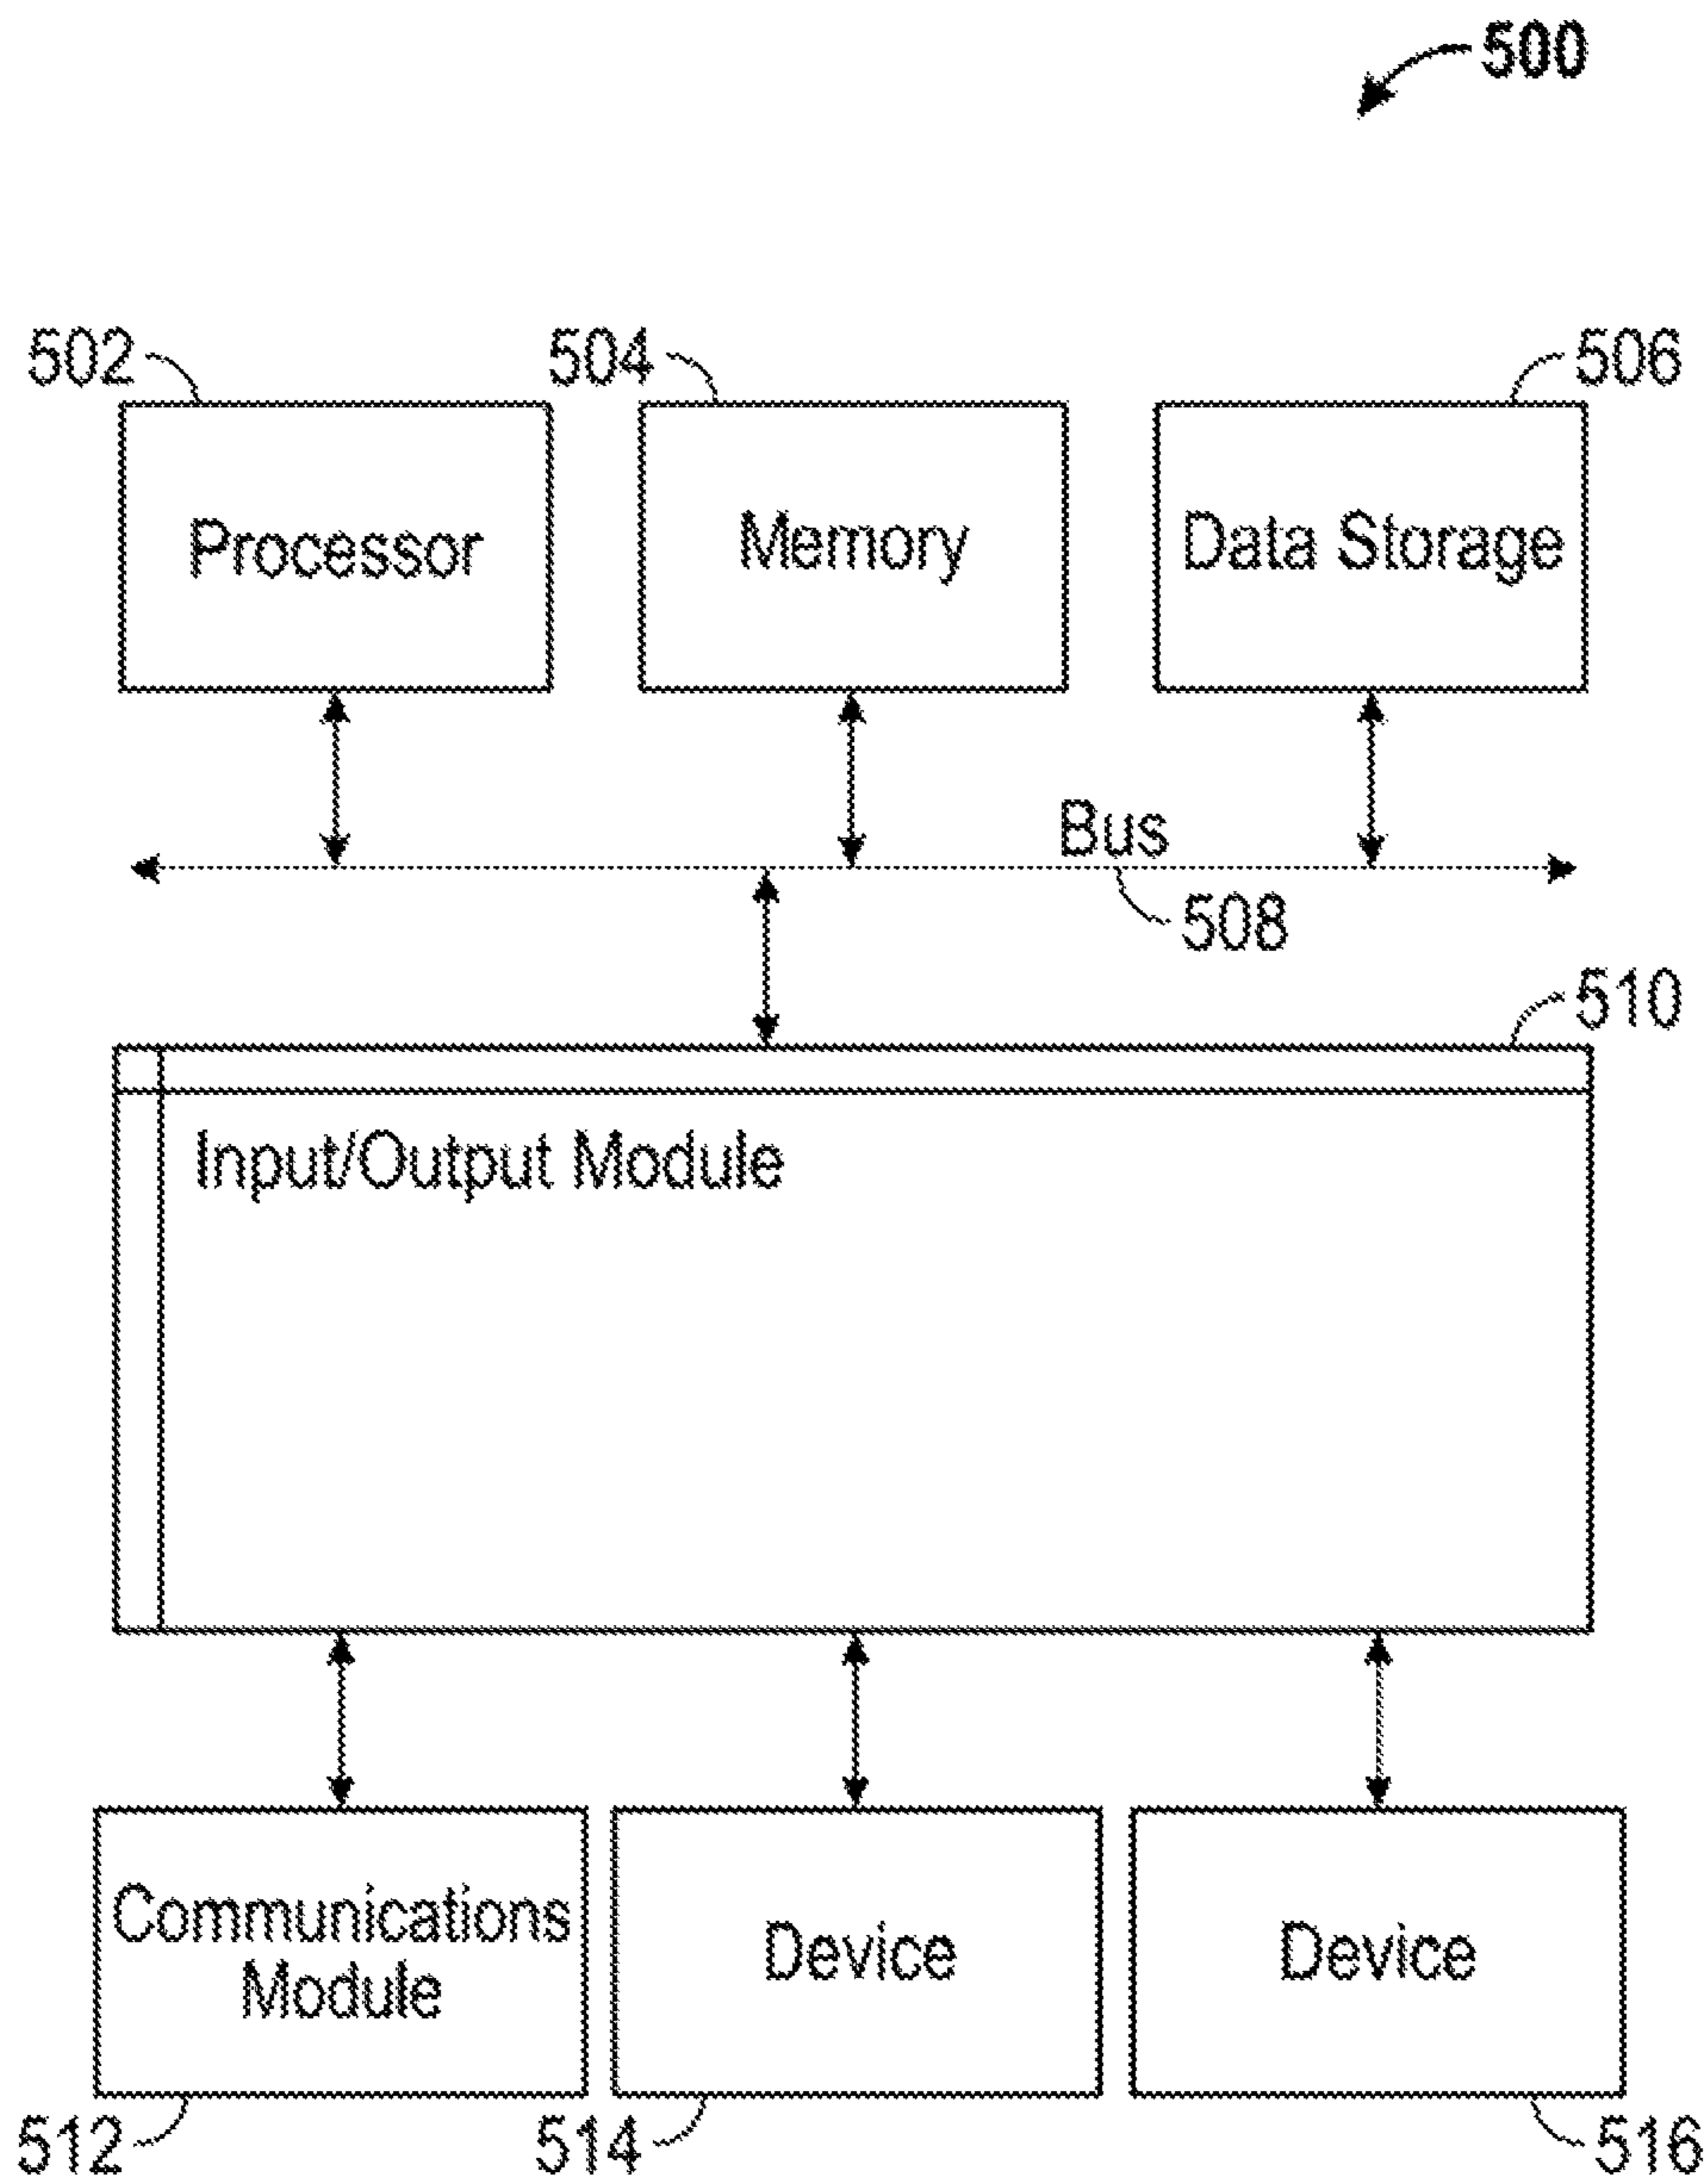 500
502
504
506
Processor
Memory
Data Storage
Bus
508
510
Input/Output Module
Communications
Module
Device
Device
512
514
516